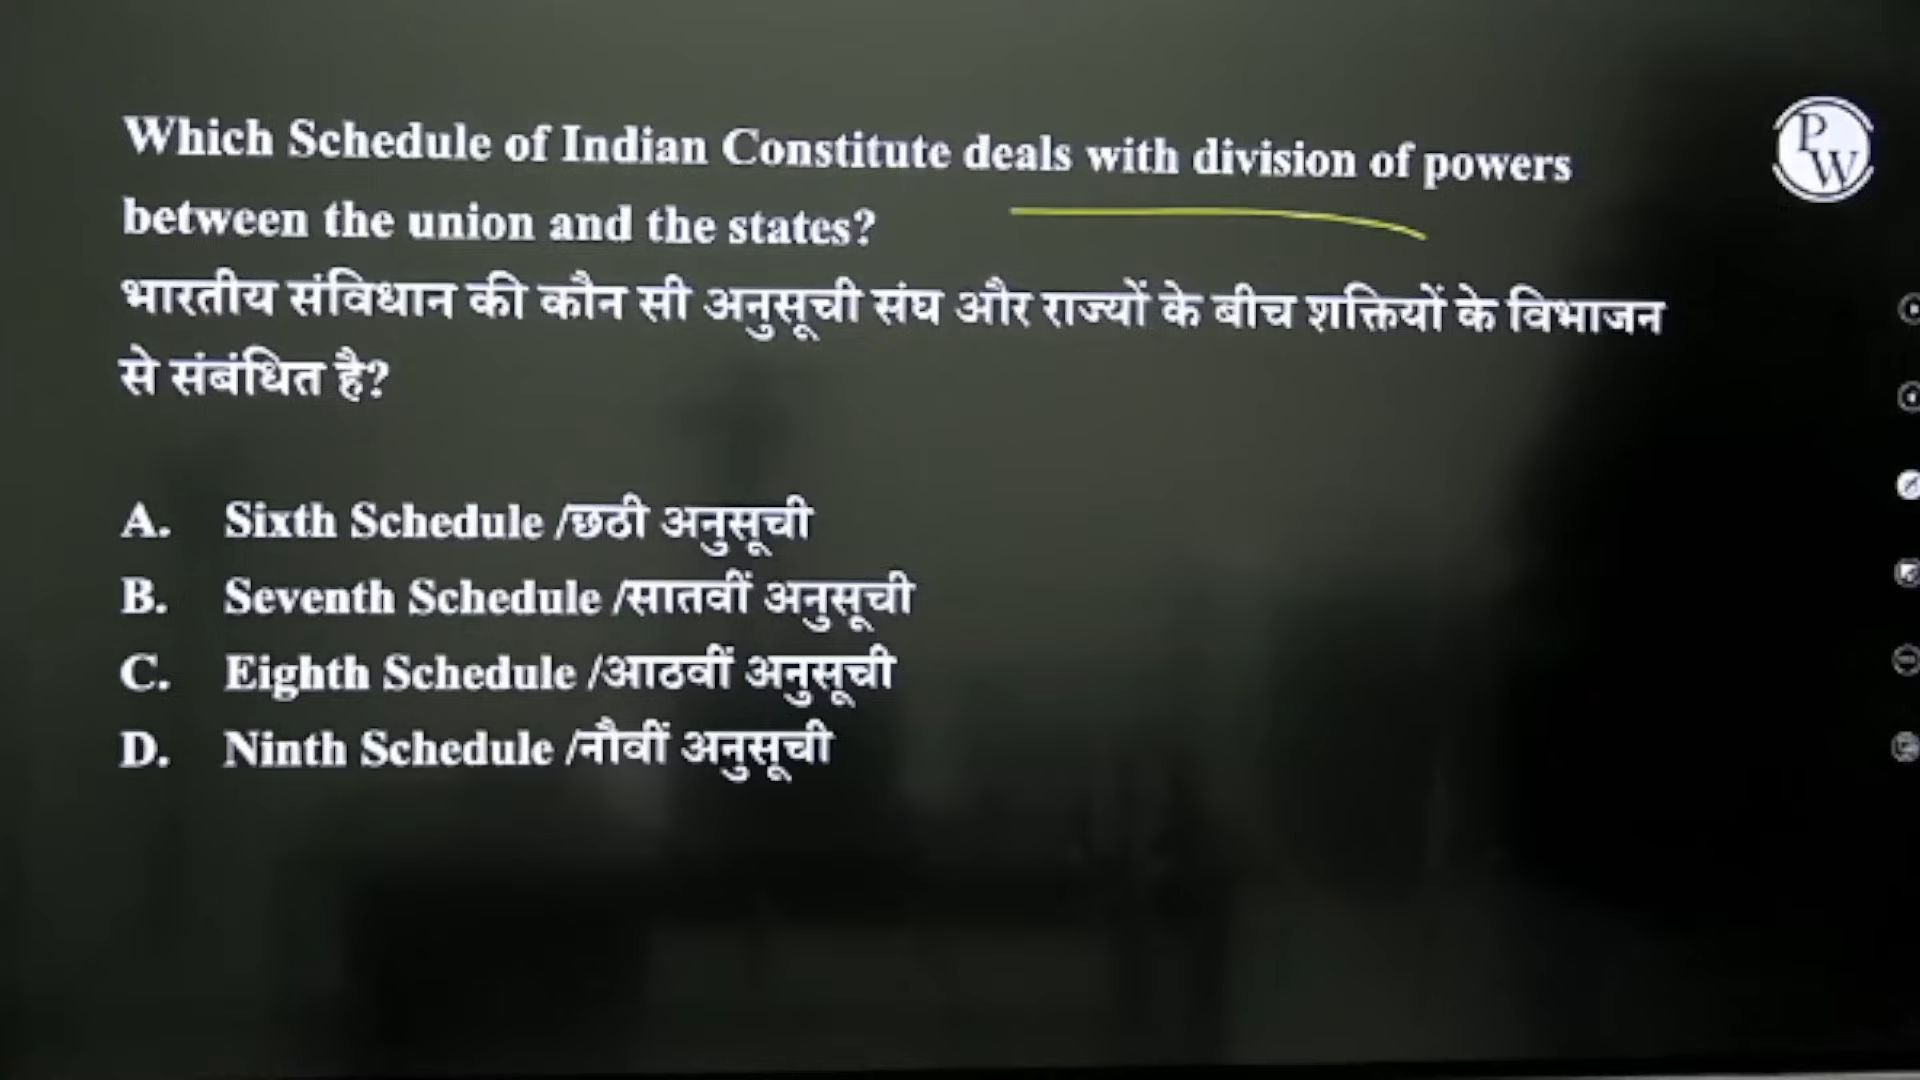 Which Schedule of Indian Constitute deals with division of powers
between the union and the states?
भारतीय संविधान की कौन सी अनुसूची संघ और राज्यों के बीच शक्तियों के विभाजन
से संबंधित है?
A. Sixth Schedule /छठी अनुसूची
B. Seventh Schedule /सातवीं अनुसूची
C. Eighth Schedule /आठवीं अनुसूची
D. Ninth Schedule /नौवीं अनुसूची
PW